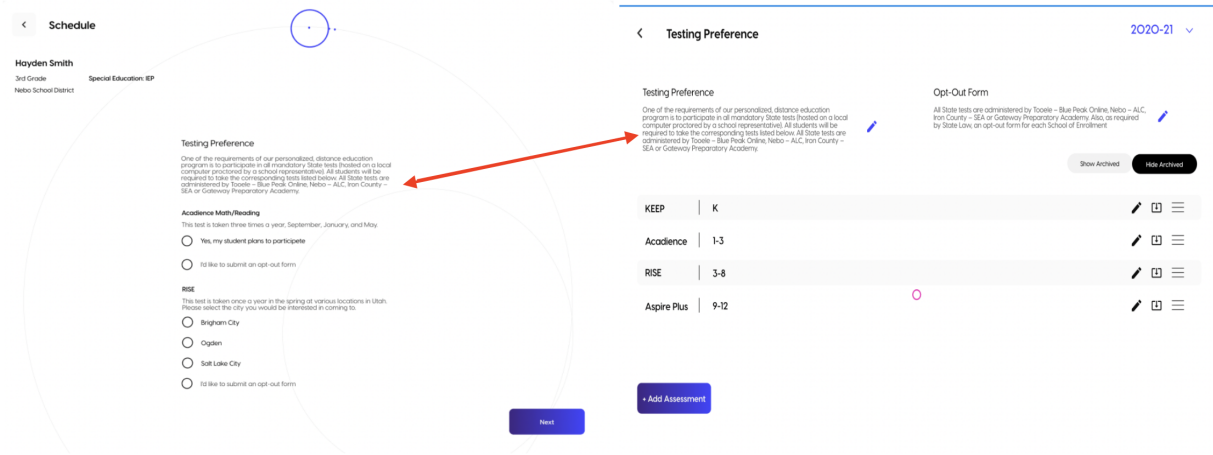 Schedule
Hayden Smith
3rd Grade Special Education: IEP
Nebo School District
Testing Preference
One of the requirements of our personalized, distance education
program is to participate in all mandatory State tests (hosted on a local
computer proctored by a school representative). All students will be
required to take the corresponding tests listed below. All State tests are
administered by Tooele – Blue Peak Online, Nebo – ALC, Iron County –
SEA or Gateway Preparatory Academy.
Acadience Math/Reading
This test is taken three times a year, September, January, and May.
Yes, my student plans to participate
I'd like to submit an opt-out form
RISE
This test is taken once a year in the spring at various locations in Utah.
Please select the city you would be interested in coming to.
Brigham City
Ogden
Salt Lake City
I'd like to submit an opt-out form
Next
Testing Preference
2020-21
Testing Preference
One of the requirements of our personalized, distance education
program is to participate in all mandatory State tests (hosted on a local
computer proctored by a school representative). All students will be
required to take the corresponding tests listed below. All State tests are
administered by Tooele – Blue Peak Online, Nebo – ALC, Iron County –
SEA or Gateway Preparatory Academy.
Opt-Out Form
All State tests are administered by Tooele – Blue Peak Online, Nebo – ALC,
Iron County – SEA or Gateway Preparatory Academy. Also, as required
by State Law, an opt-out form for each School of Enrollment
Show Archived
Hide Archived
KEEP K
Acadience 1-3
RISE 3-8
Aspire Plus 9-12
+ Add Assessment